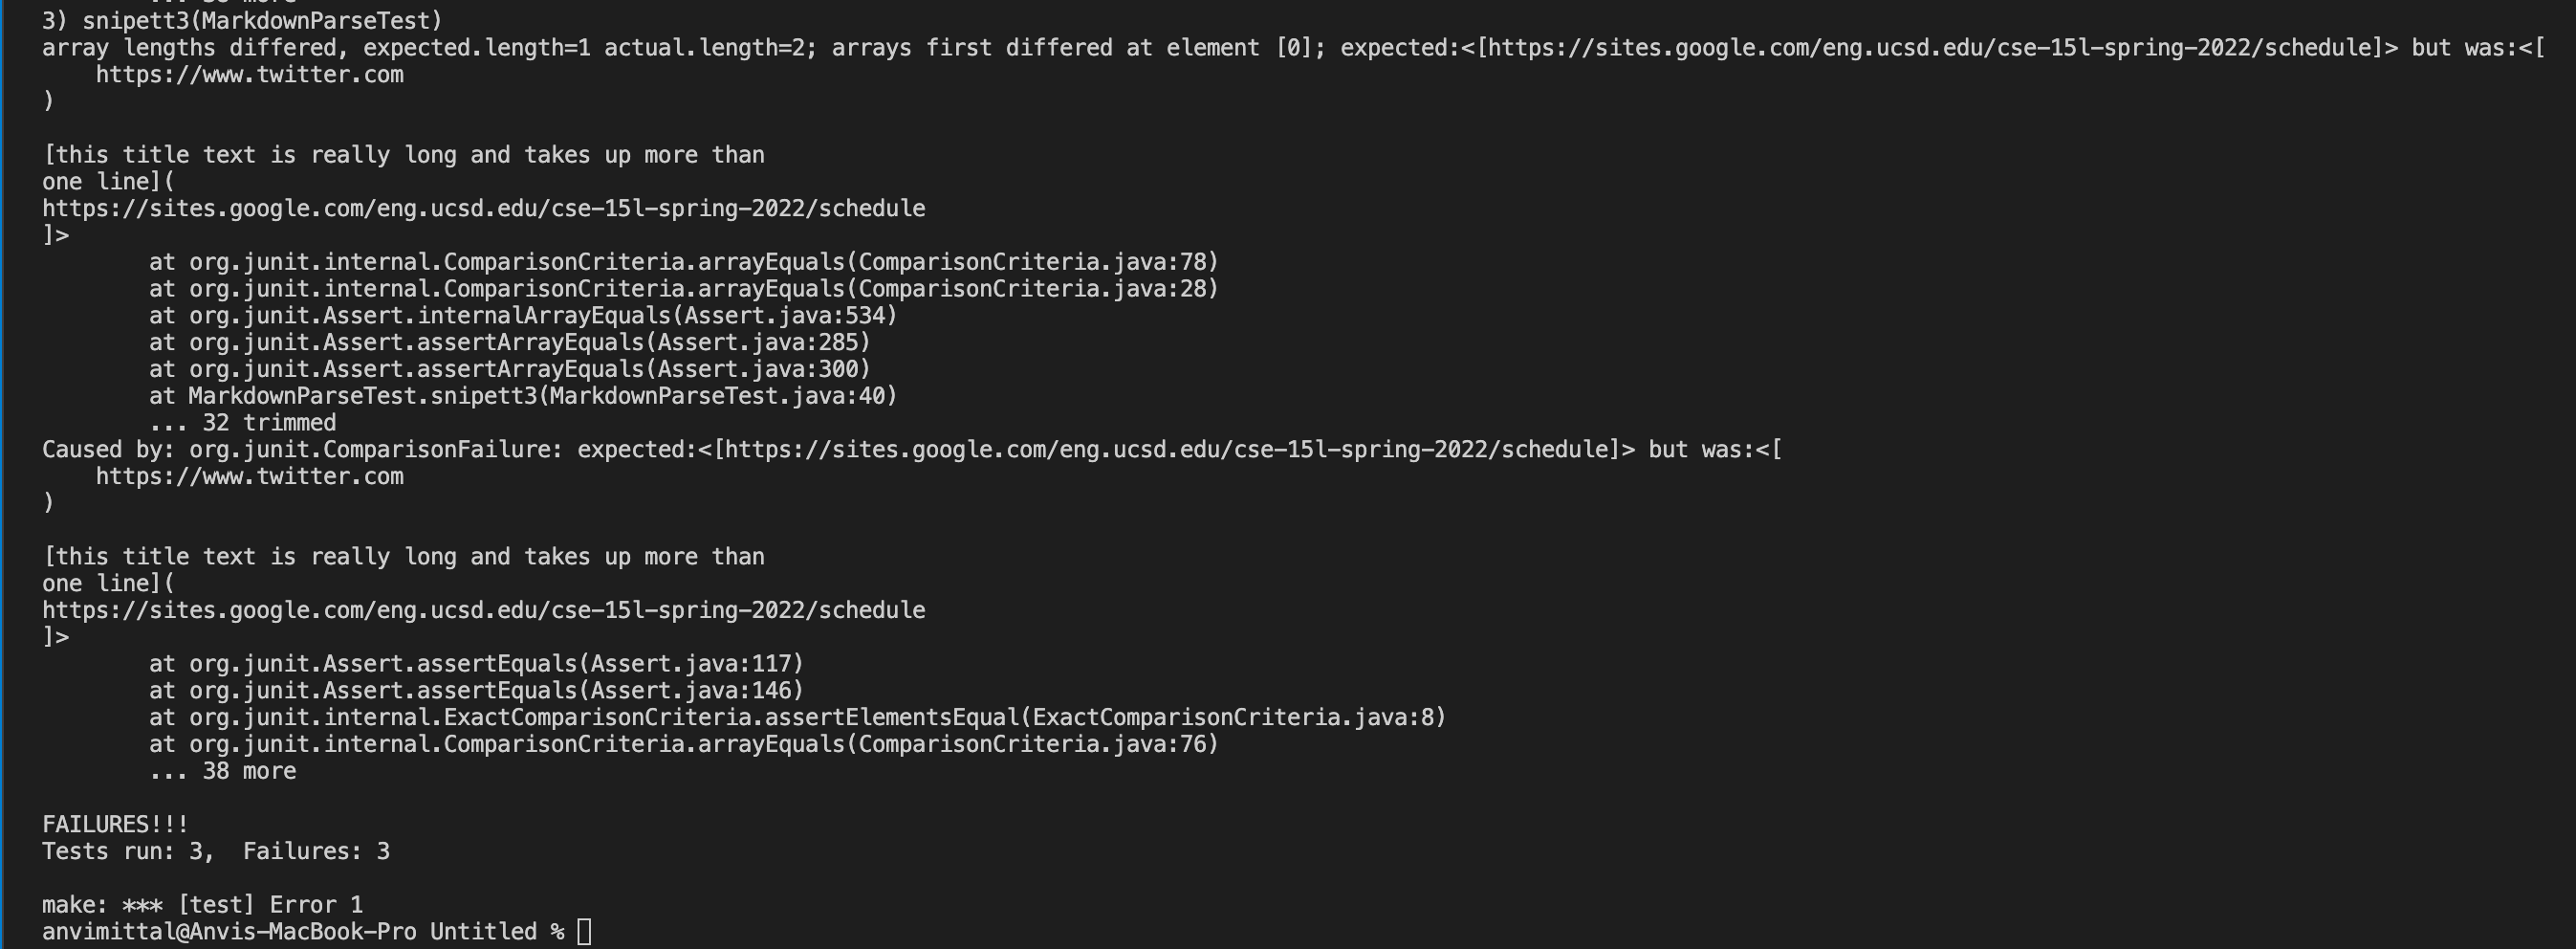 ... 38 more
3) snipett3(MarkdownParseTest)
array lengths differed, expected.length=1 actual.length=2; arrays first differed at element [0]; expected:<[https://sites.google.com/eng.ucsd.edu/cse-15l-spring-2022/schedule]> but was:<[
    https://www.twitter.com
)

[this title text is really long and takes up more than
one line](
https://sites.google.com/eng.ucsd.edu/cse-15l-spring-2022/schedule
]>
        at org.junit.internal.ComparisonCriteria.arrayEquals(ComparisonCriteria.java:78)
        at org.junit.internal.ComparisonCriteria.arrayEquals(ComparisonCriteria.java:28)
        at org.junit.Assert.internalArrayEquals(Assert.java:534)
        at org.junit.Assert.assertArrayEquals(Assert.java:285)
        at org.junit.Assert.assertArrayEquals(Assert.java:300)
        at MarkdownParseTest.snipett3(MarkdownParseTest.java:40)
        ... 32 trimmed
Caused by: org.junit.ComparisonFailure: expected:<[https://sites.google.com/eng.ucsd.edu/cse-15l-spring-2022/schedule]> but was:<[
    https://www.twitter.com
)

[this title text is really long and takes up more than
one line](
https://sites.google.com/eng.ucsd.edu/cse-15l-spring-2022/schedule
]>
        at org.junit.Assert.assertEquals(Assert.java:117)
        at org.junit.Assert.assertEquals(Assert.java:146)
        at org.junit.internal.ExactComparisonCriteria.assertElementsEqual(ExactComparisonCriteria.java:8)
        at org.junit.internal.ComparisonCriteria.arrayEquals(ComparisonCriteria.java:76)
        ... 38 more

FAILURES!!!
Tests run: 3,  Failures: 3

make: *** [test] Error 1
anvimittal@Anvis-MacBook-Pro Untitled %